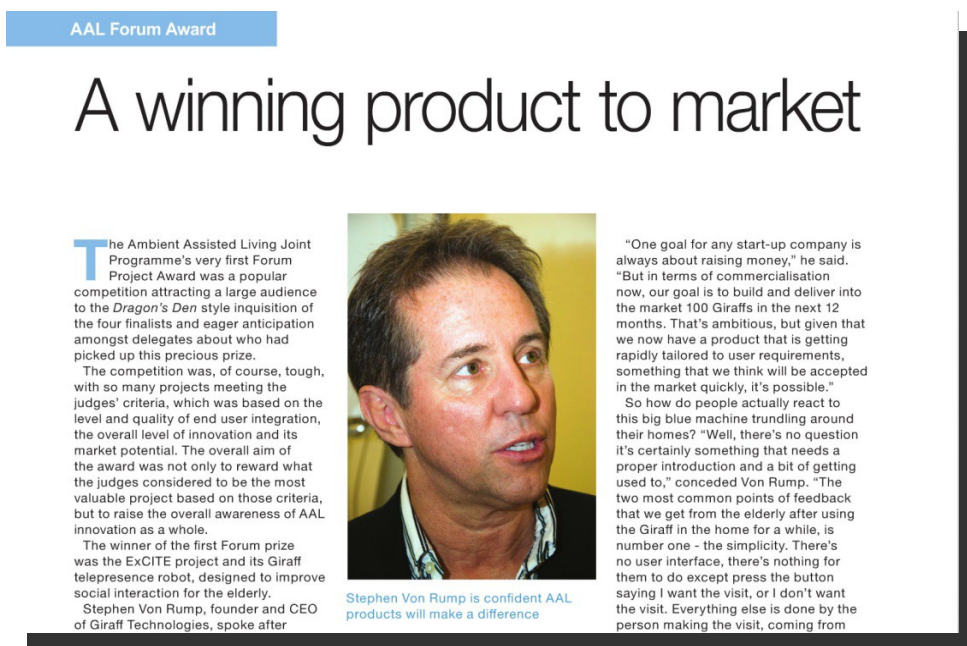 AAL Forum Award
A winning product to market
The Ambient Assisted Living Joint
Programme's very first Forum
Project Award was a popular
competition attracting a large audience
to the Dragon's Den style inquisition of
the four finalists and eager anticipation
amongst delegates about who had
picked up this precious prize.
The competition was, of course, tough,
with so many projects meeting the
judges' criteria, which was based on the
level and quality of end user integration,
the overall level of innovation and its
market potential. The overall aim of
the award was not only to reward what
the judges considered to be the most
valuable project based on those criteria,
but to raise the overall awareness of AAL
innovation as a whole.
The winner of the first Forum prize
was the ExCITE project and its Giraff
telepresence robot, designed to improve
social interaction for the elderly.
Stephen Von Rump, founder and CEO
of Giraff Technologies, spoke after
Stephen Von Rump is confident AAL
products will make a difference
"One goal for any start-up company is
always about raising money," he said.
"But in terms of commercialisation
now, our goal is to build and deliver into
the market 100 Giraffs in the next 12
months. That's ambitious, but given that
we now have a product that is getting
rapidly tailored to user requirements,
something that we think will be accepted
in the market quickly, it's possible."
So how do people actually react to
this big blue machine trundling around
their homes? "Well, there's no question
it's certainly something that needs a
proper introduction and a bit of getting
used to," conceded Von Rump. "The
two most common points of feedback
that we get from the elderly after using
the Giraff in the home for a while, is
number one - the simplicity. There's
no user interface, there's nothing for
them to do except press the button
saying I want the visit, or I don't want
the visit. Everything else is done by the
person making the visit, coming from